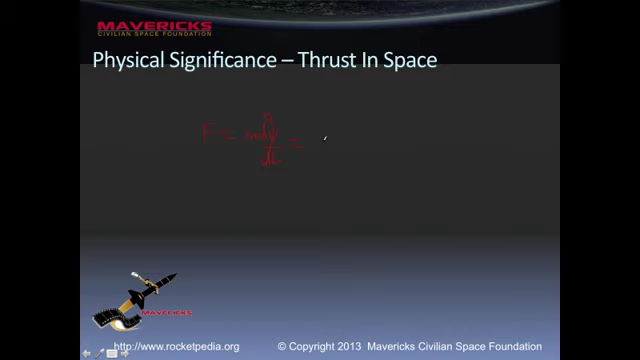 MAVERICKS
CIVILIAN SPACE FOUNDATION
Physical Significance – Thrust In Space
F =
dt
=
MAVERICKS
http://www.rocketpedia.org
© Copyright 2013 Mavericks Civilian Space Foundation